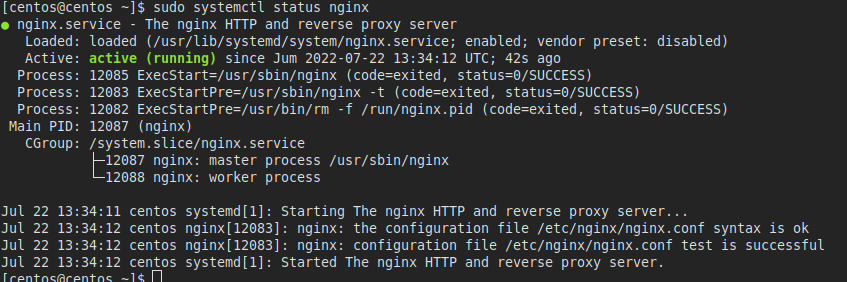 [centos@centos ~]$ sudo systemctl status nginx
● nginx.service - The nginx HTTP and reverse proxy server
   Loaded: loaded (/usr/lib/systemd/system/nginx.service; enabled; vendor preset: disabled)
   Active: active (running) since Jum 2022-07-22 13:34:12 UTC; 42s ago
  Process: 12085 ExecStart=/usr/sbin/nginx (code=exited, status=0/SUCCESS)
  Process: 12083 ExecStartPre=/usr/sbin/nginx -t (code=exited, status=0/SUCCESS)
  Process: 12082 ExecStartPre=/usr/bin/rm -f /run/nginx.pid (code=exited, status=0/SUCCESS)
 Main PID: 12087 (nginx)
   CGroup: /system.slice/nginx.service
           ├─12087 nginx: master process /usr/sbin/nginx
           └─12088 nginx: worker process

Jul 22 13:34:11 centos systemd[1]: Starting The nginx HTTP and reverse proxy server...
Jul 22 13:34:12 centos nginx[12083]: nginx: the configuration file /etc/nginx/nginx.conf syntax is ok
Jul 22 13:34:12 centos nginx[12083]: nginx: configuration file /etc/nginx/nginx.conf test is successful
Jul 22 13:34:12 centos systemd[1]: Started The nginx HTTP and reverse proxy server.
[centos@centos ~]$